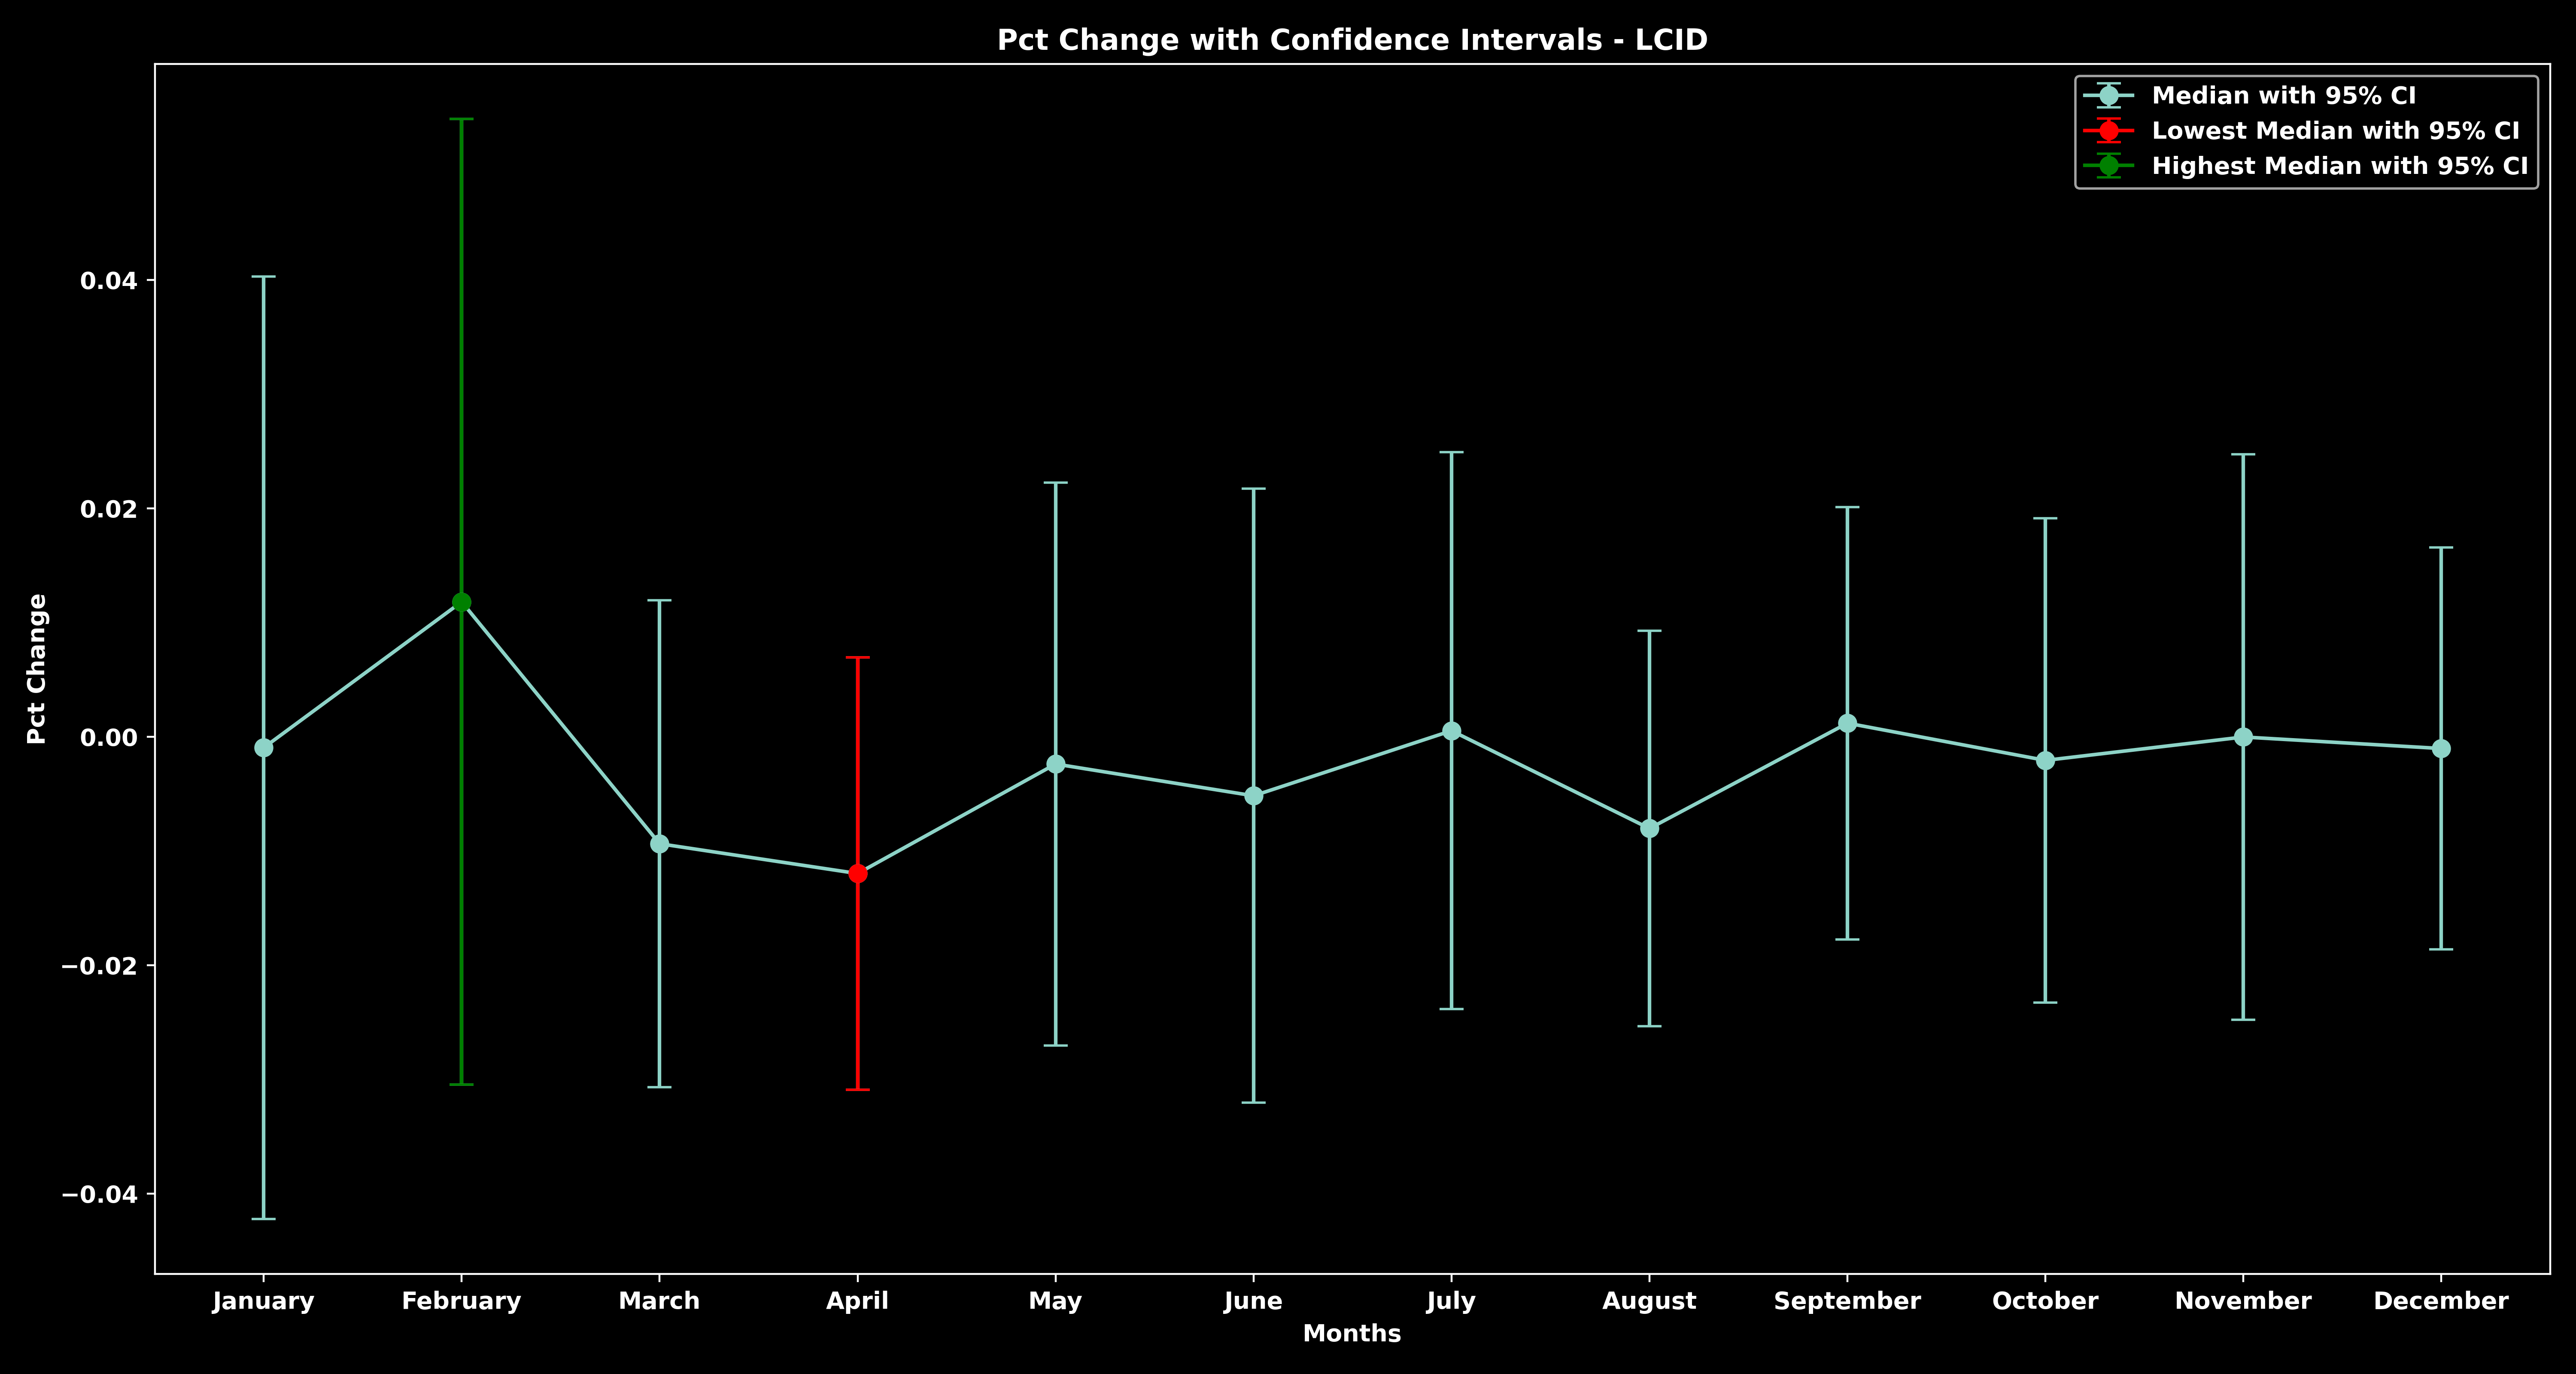 Pct Change with Confidence Intervals - LCID
Median with 95% CI
Lowest Median with 95% CI
Highest Median with 95% CI
Pct Change
0.04
0.02
0.00
−0.02
−0.04
January February March April May June July August September October November December
Months